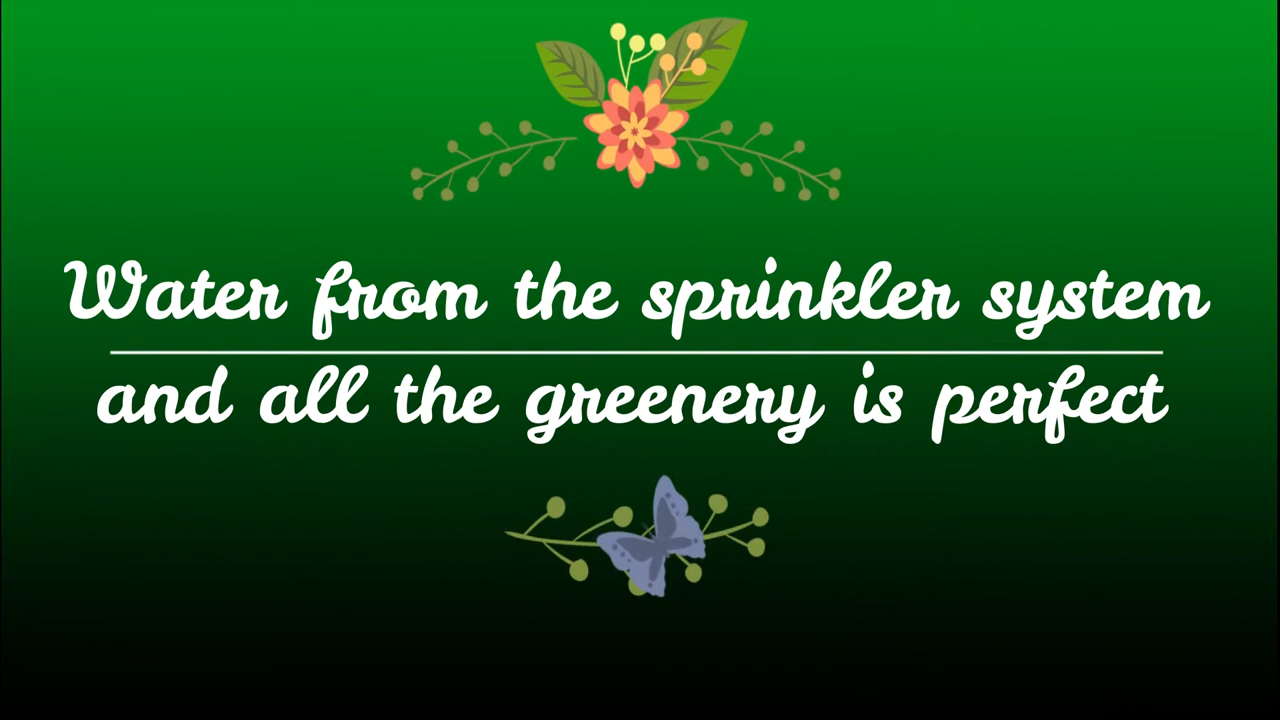 Water from the sprinkler system
and all the greenery is perfect